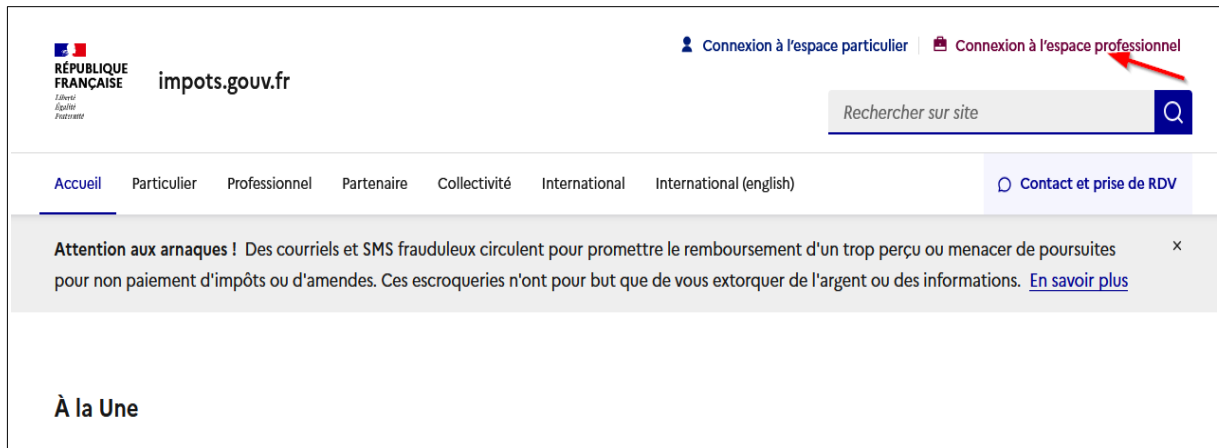 Connexion à l'espace particulier
Connexion à l'espace professionnel
RÉPUBLIQUE
FRANÇAISE
Liberté
Égalité
Fraternité
impots.gouv.fr
Rechercher sur site
Accueil Particulier Professionnel Partenaire Collectivité International International (english) Contact et prise de RDV
Attention aux arnaques ! Des courriels et SMS frauduleux circulent pour promettre le remboursement d'un trop perçu ou menacer de poursuites
pour non paiement d'impôts ou d'amendes. Ces escroqueries n'ont pour but que de vous extorquer de l'argent ou des informations. En savoir plus
À la Une